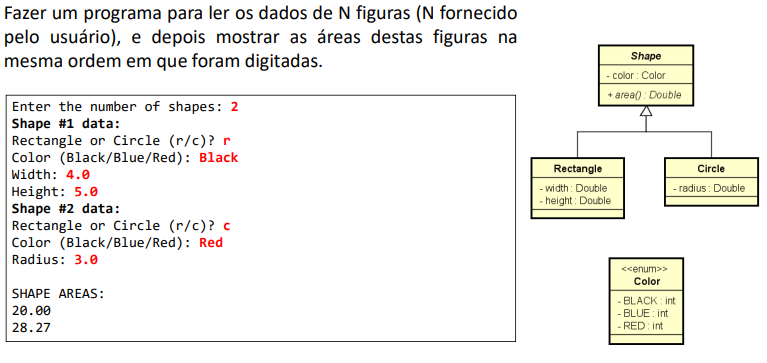 Fazer um programa para ler os dados de N figuras (N fornecido
pelo usuário), e depois mostrar as áreas destas figuras na
mesma ordem em que foram digitadas.
Enter the number of shapes: 2
Shape #1 data:
Rectangle or Circle (r/c)? r
Color (Black/Blue/Red): Black
Width: 4.0
Height: 5.0
Shape #2 data:
Rectangle or Circle (r/c)? c
Color (Black/Blue/Red): Red
Radius: 3.0
SHAPE AREAS:
20.00
28.27
Shape
- color : Color
+ area() : Double
Rectangle
- width : Double
- height : Double
Circle
- radius : Double
<<enum>>
Color
- BLACK : int
- BLUE : int
- RED : int